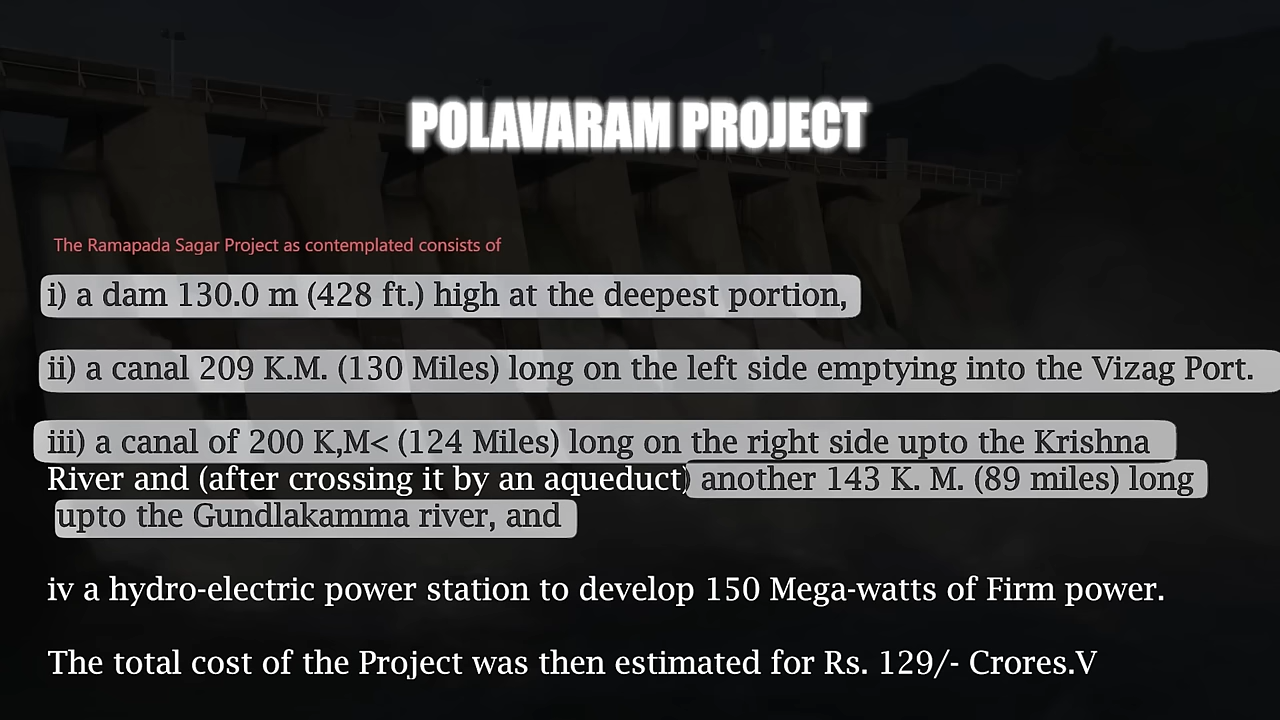 POLAVARAM PROJECT
The Ramapada Sagar Project as contemplated consists of
i) a dam 130.0 m (428 ft.) high at the deepest portion,
ii) a canal 209 K.M. (130 Miles) long on the left side emptying into the Vizag Port.
iii) a canal of 200 K,M< (124 Miles) long on the right side upto the Krishna
River and (after crossing it by an aqueduct) another 143 K. M. (89 miles) long
upto the Gundlakamma river, and
iv a hydro-electric power station to develop 150 Mega-watts of Firm power.
The total cost of the Project was then estimated for Rs. 129/- Crores.V